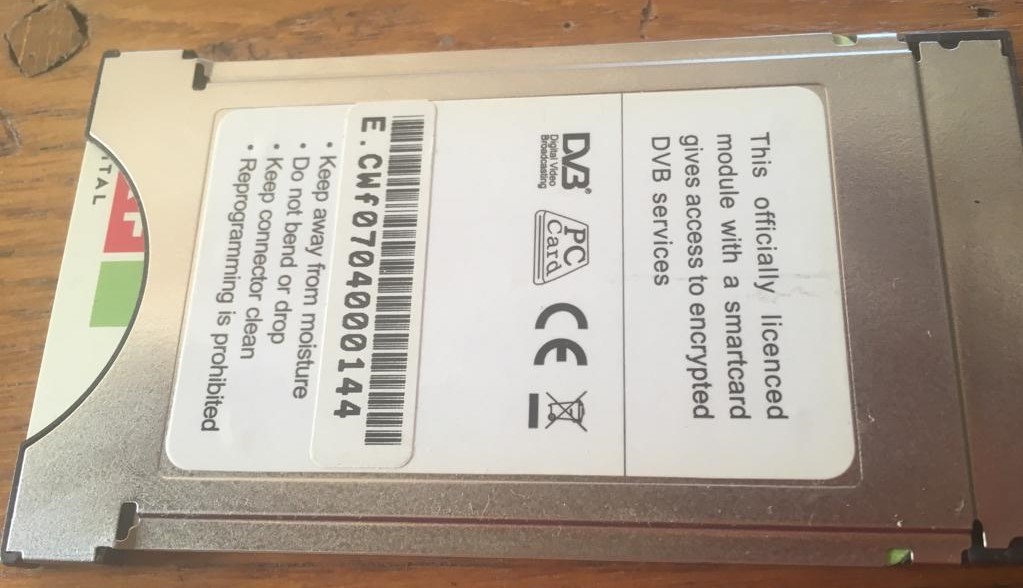 This officially licenced
module with a smartcard
gives access to encrypted
DVB services
DVB®
Digital Video
Broadcasting
PC
Card
CE
E.CWf0704000144
• Keep away from moisture
• Do not bend or drop
• Keep connector clean
• Reprogramming is prohibited